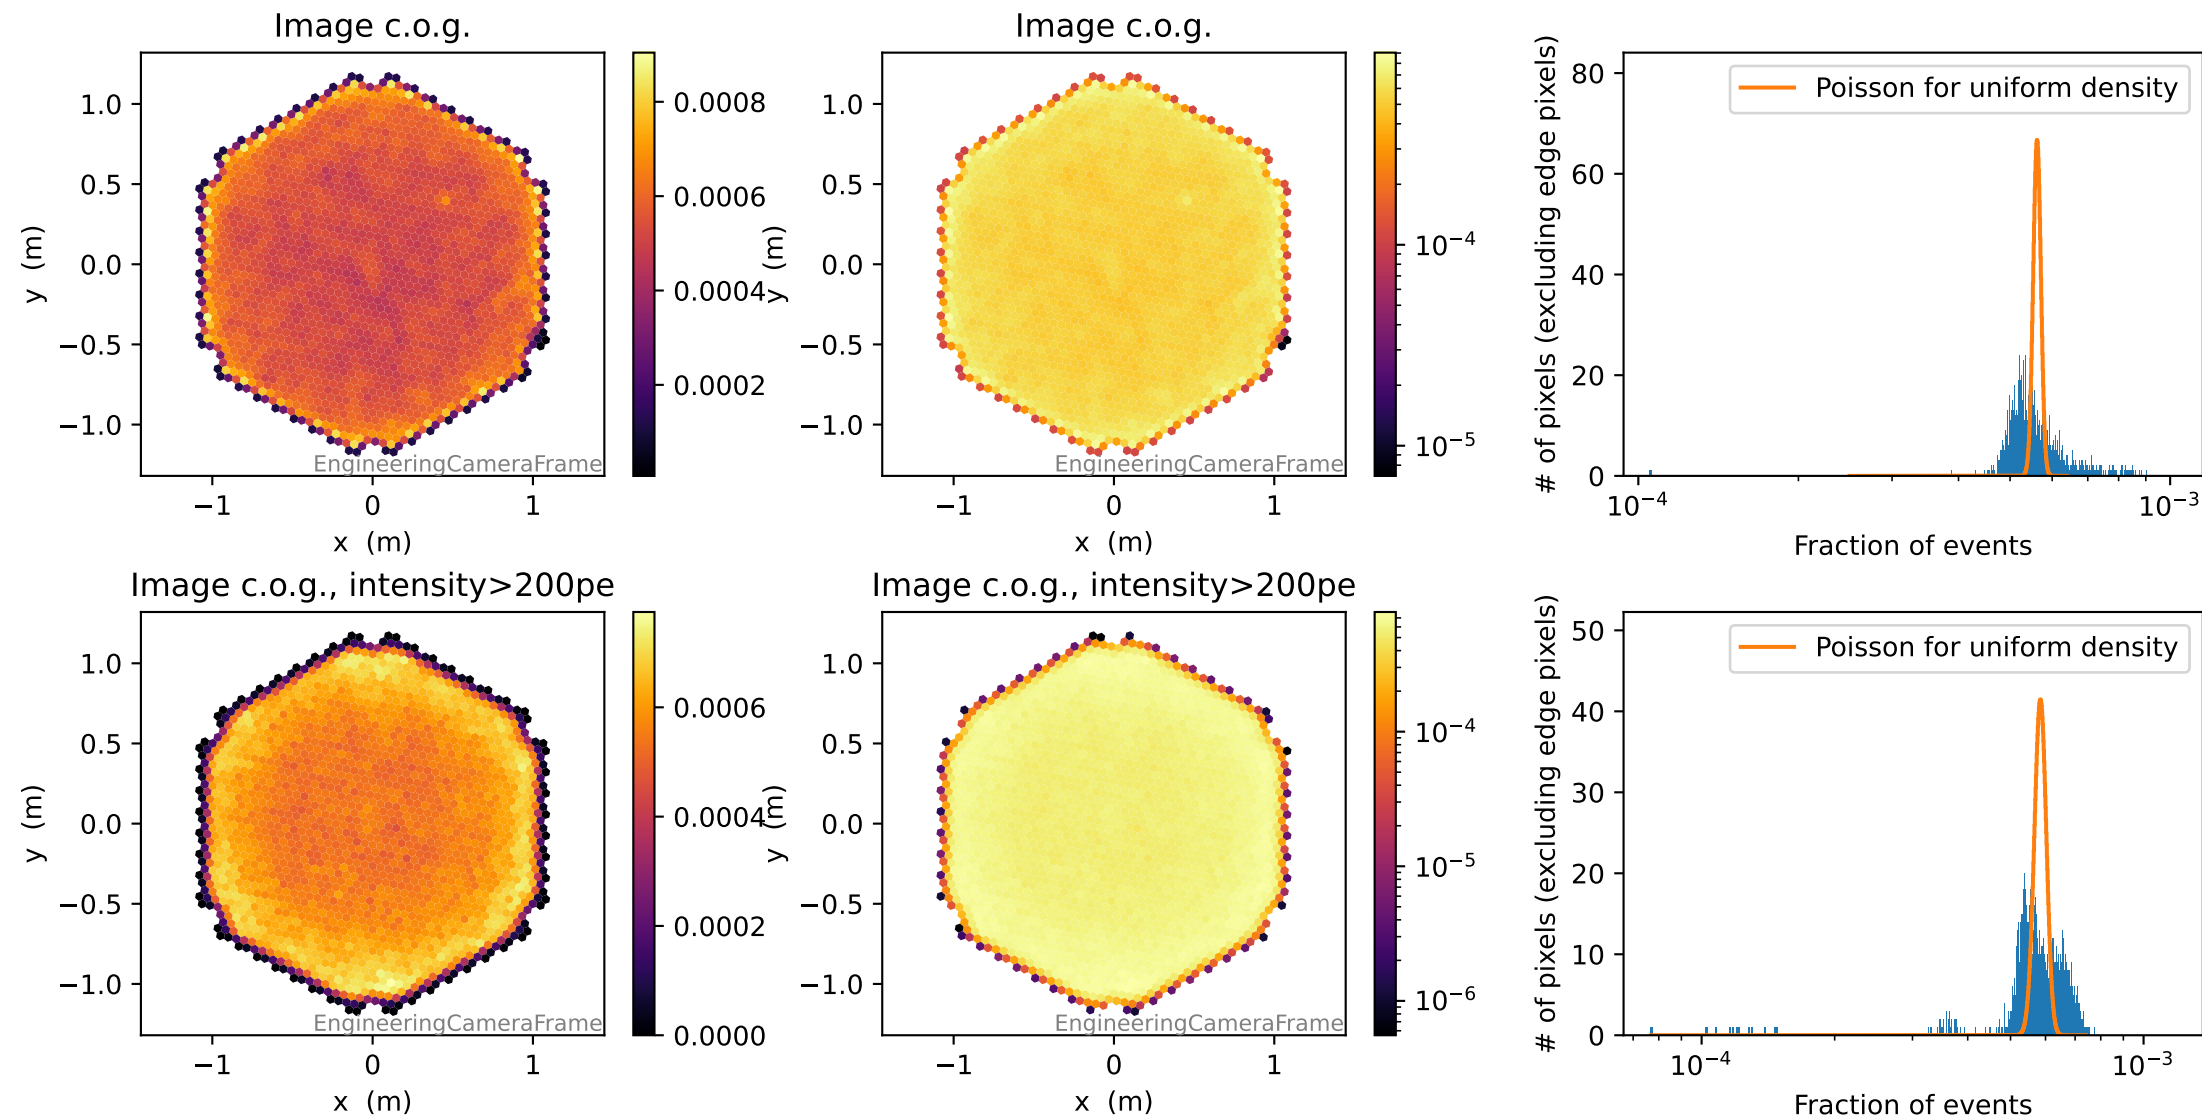 Image c.o.g.
1.0
0.5
0.0
−0.5
−1.0
y (m)
−1
0
1
x (m)
EngineeringCameraFrame
0.0008
0.0006
0.0004
0.0002
Image c.o.g.
1.0
0.5
0.0
−0.5
−1.0
y (m)
−1
0
1
x (m)
EngineeringCameraFrame
10⁻⁴
10⁻⁵
# of pixels (excluding edge pixels)
80
60
40
20
0
Poisson for uniform density
10⁻⁴
10⁻³
Fraction of events
Image c.o.g., intensity>200pe
1.0
0.5
0.0
−0.5
−1.0
y (m)
−1
0
1
x (m)
EngineeringCameraFrame
0.0006
0.0004
0.0002
0.0000
Image c.o.g., intensity>200pe
1.0
0.5
0.0
−0.5
−1.0
y (m)
−1
0
1
x (m)
EngineeringCameraFrame
10⁻⁴
10⁻⁵
10⁻⁶
# of pixels (excluding edge pixels)
50
40
30
20
10
0
Poisson for uniform density
10⁻⁴
10⁻³
Fraction of events